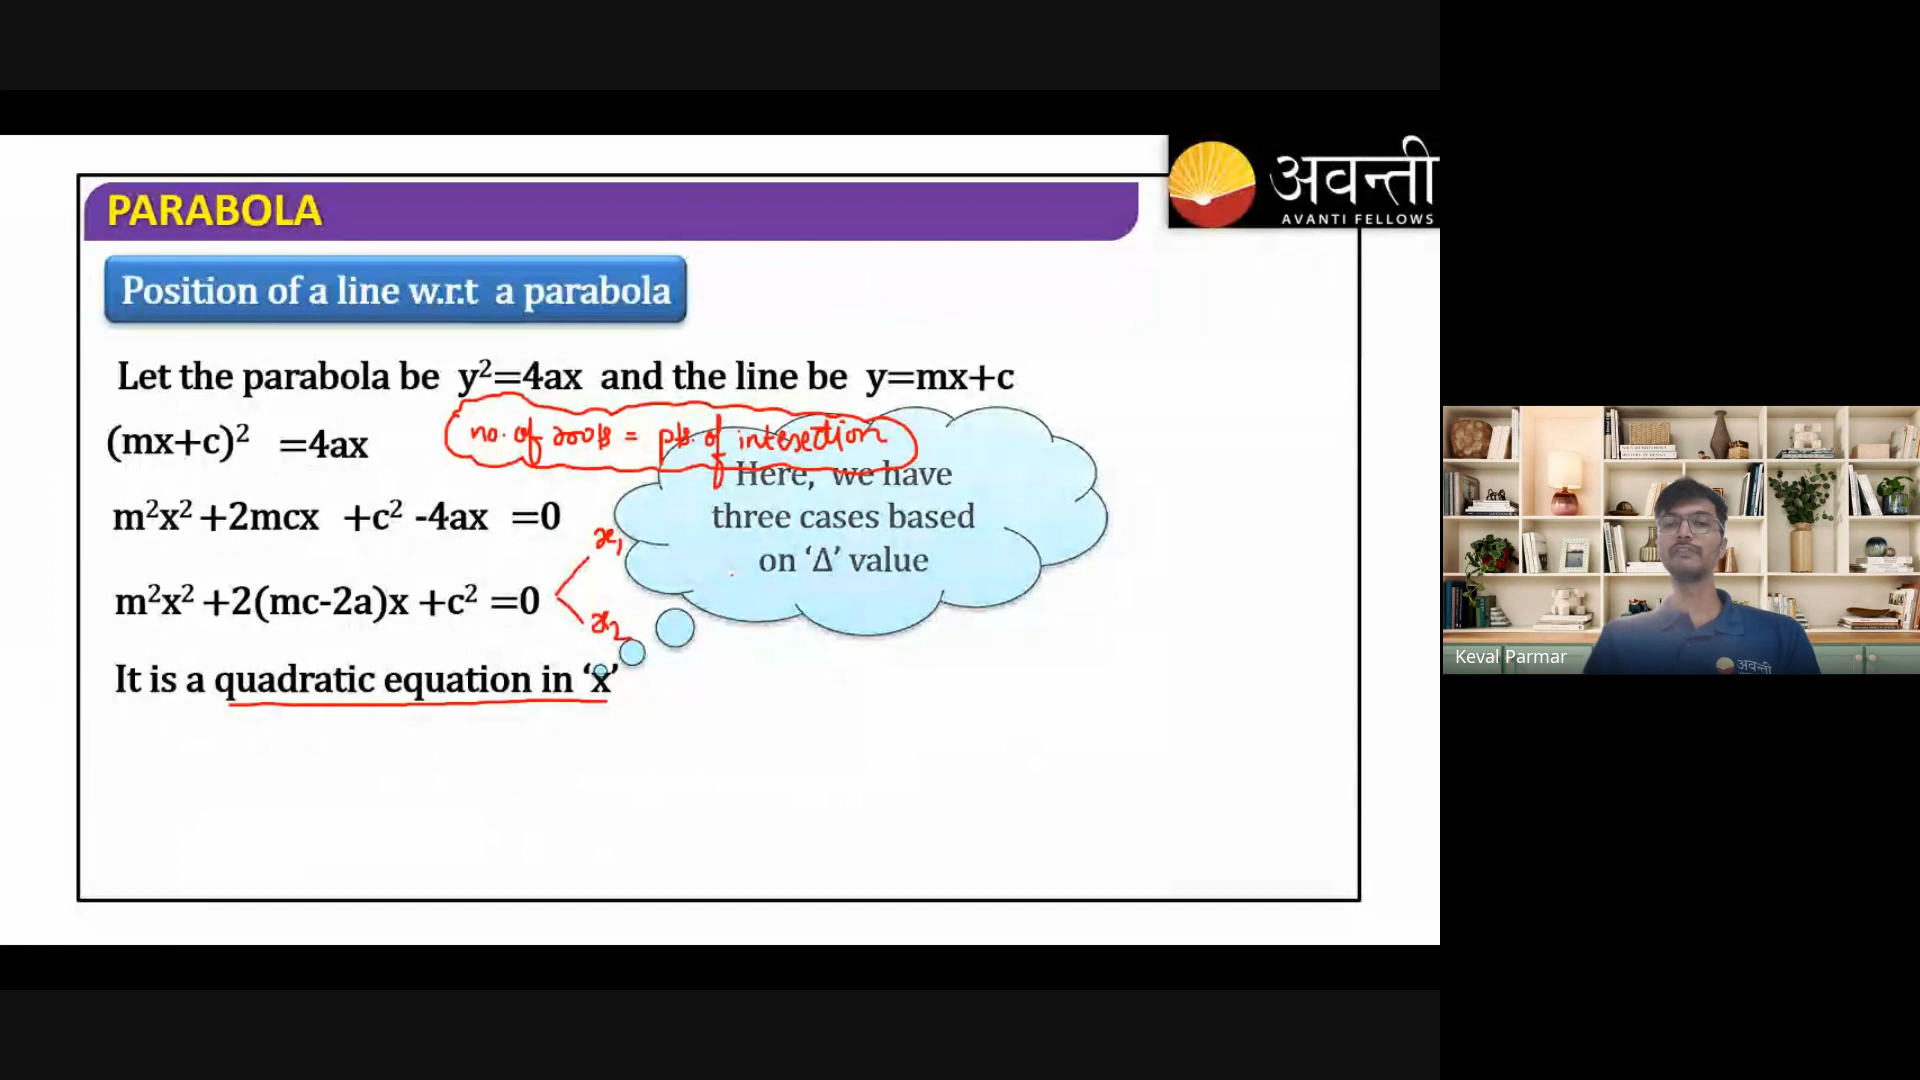 अवन्ती
AVANTI FELLOWS
PARABOLA
Position of a line w.r.t a parabola
Let the parabola be y²=4ax and the line be y=mx+c
(mx+c)² =4ax
no. of roots = pts. of intersection
m²x²+2mcx +c² -4ax =0
Here, we have
three cases based
on ‘Δ’ value
m²x²+2(mc-2a)x +c² =0
x₁
x₂
It is a quadratic equation in ‘x’
Keval Parmar
अवन्ती